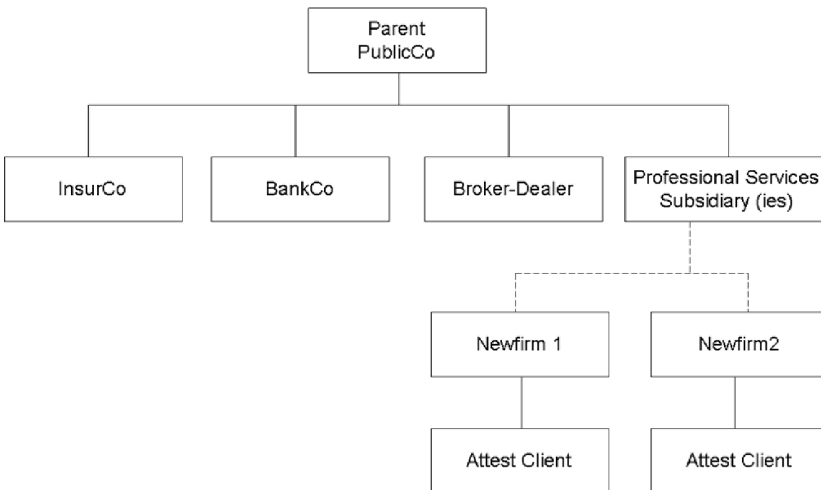 Parent
PublicCo
InsurCo
BankCo
Broker-Dealer
Professional Services
Subsidiary (ies)
Newfirm 1
Newfirm2
Attest Client
Attest Client